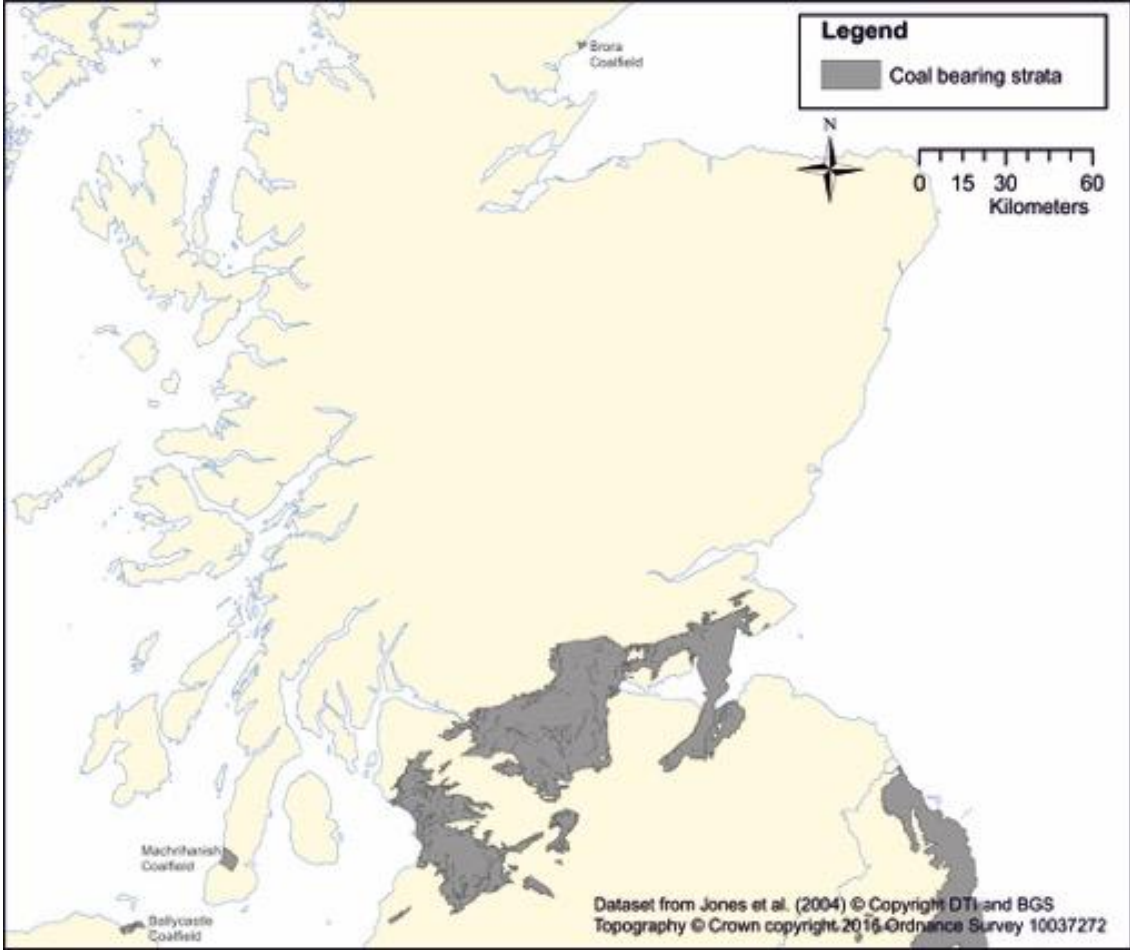 Legend
Coal bearing strata
Brora
Coalfield
N
0 15 30 60
Kilometers
Machrihanish
Coalfield
Ballycastle
Coalfield
Dataset from Jones et al. (2004) © Copyright DTI and BGS
Topography © Crown copyright 2016 Ordnance Survey 10037272